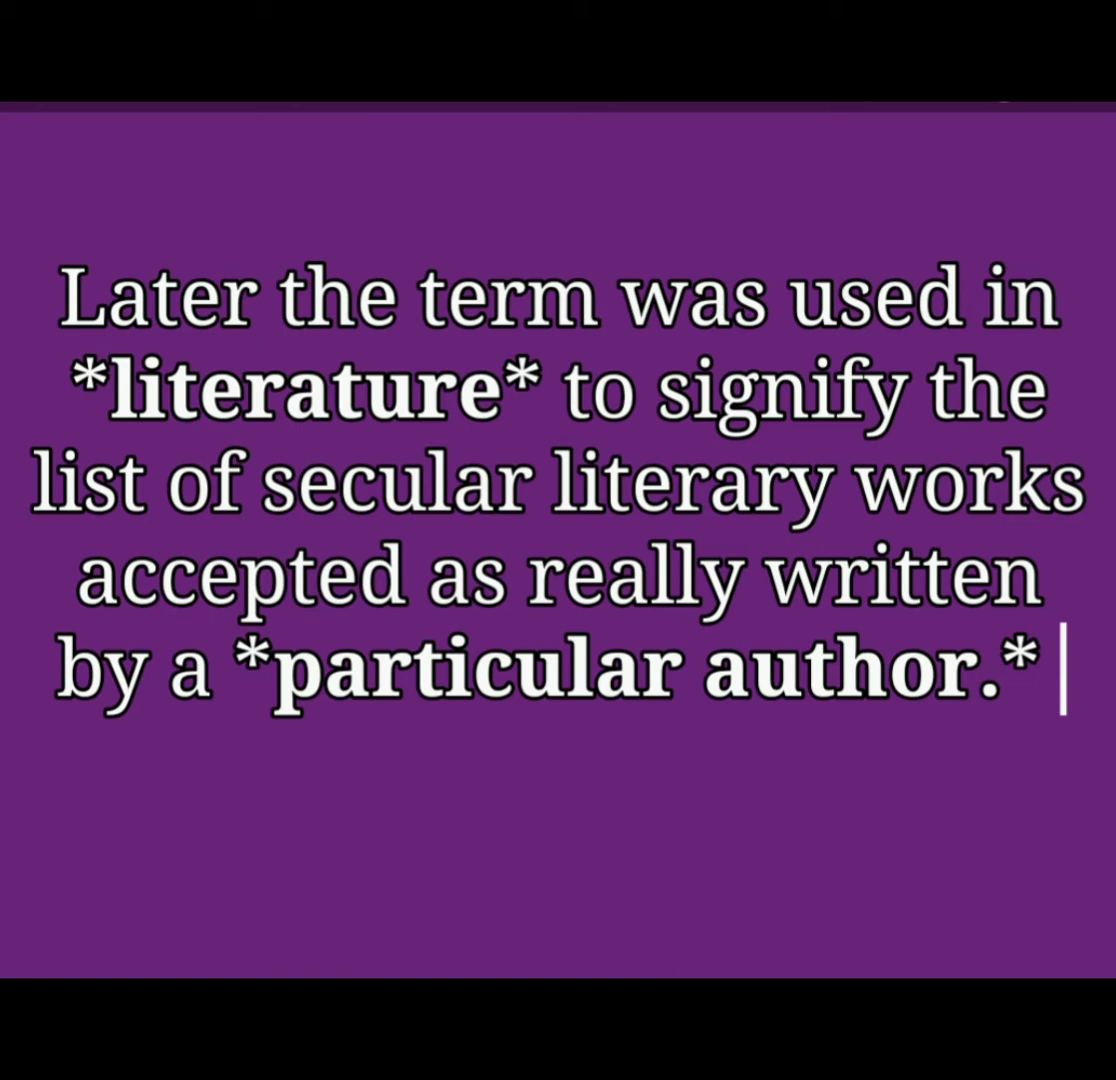 Later the term was used in
*literature* to signify the
list of secular literary works
accepted as really written
by a *particular author.*